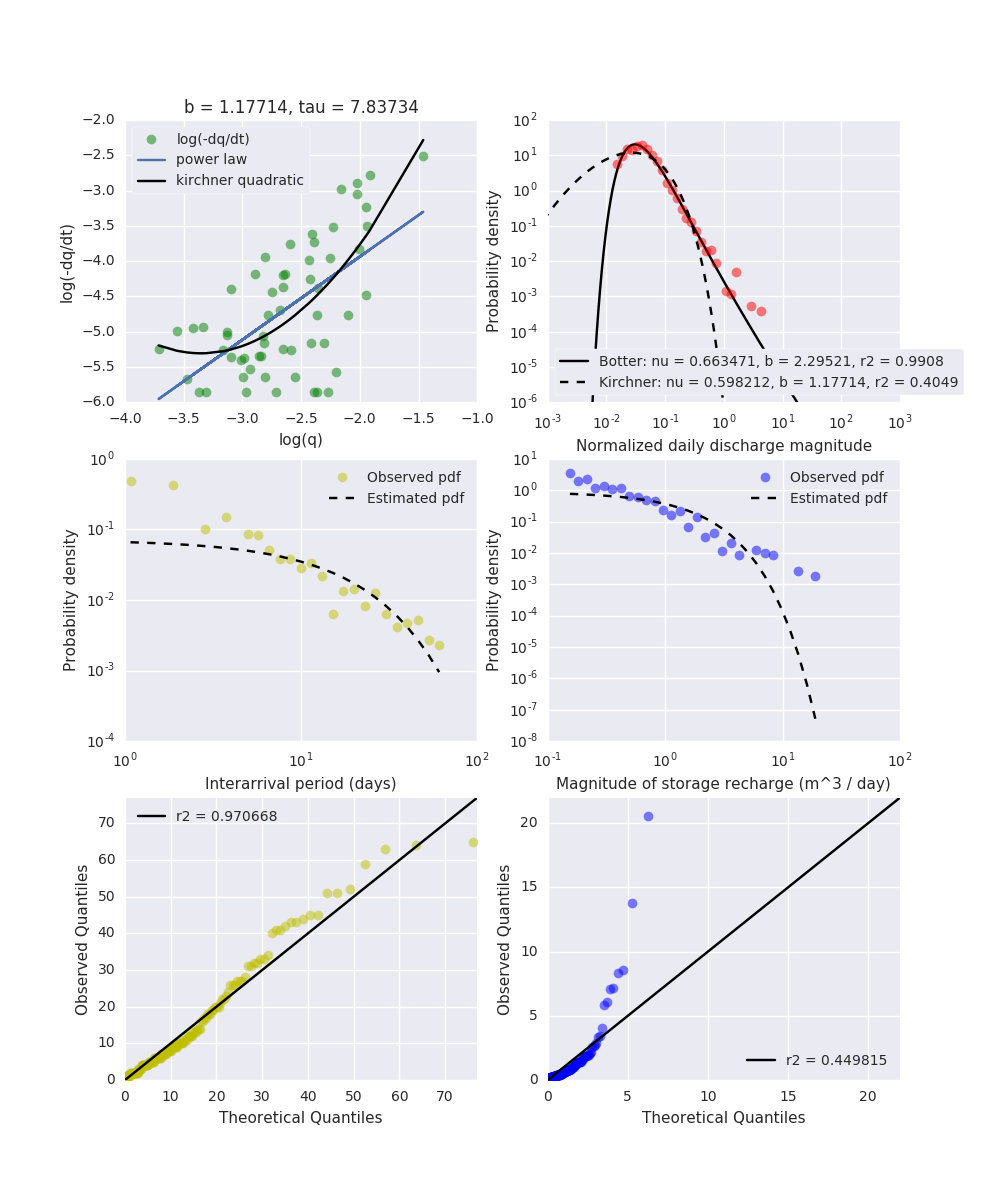 b = 1.17714, tau = 7.83734
log(-dq/dt)
power law
kirchner quadratic
−2.0
−2.5
−3.0
−3.5
−4.0
−4.5
−5.0
−5.5
−6.0
log(-dq/dt)
−4.0 −3.5 −3.0 −2.5 −2.0 −1.5 −1.0
log(q)
10^2
10^1
10^0
10^-1
10^-2
10^-3
10^-4
10^-5
10^-6
Probability density
Botter: nu = 0.663471, b = 2.29521, r2 = 0.9908
Kirchner: nu = 0.598212, b = 1.17714, r2 = 0.4049
10^-3 10^-2 10^-1 10^0 10^1 10^2 10^3
Normalized daily discharge magnitude
10^0
10^-1
10^-2
10^-3
10^-4
Probability density
Observed pdf
Estimated pdf
10^0 10^1 10^2
Interarrival period (days)
10^1
10^0
10^-1
10^-2
10^-3
10^-4
10^-5
10^-6
10^-7
10^-8
Probability density
Observed pdf
Estimated pdf
10^-1 10^0 10^1 10^2
Magnitude of storage recharge (m^3 / day)
r2 = 0.970668
70
60
50
40
30
20
10
0
Observed Quantiles
0 10 20 30 40 50 60 70
Theoretical Quantiles
20
15
10
5
0
Observed Quantiles
r2 = 0.449815
0 5 10 15 20
Theoretical Quantiles